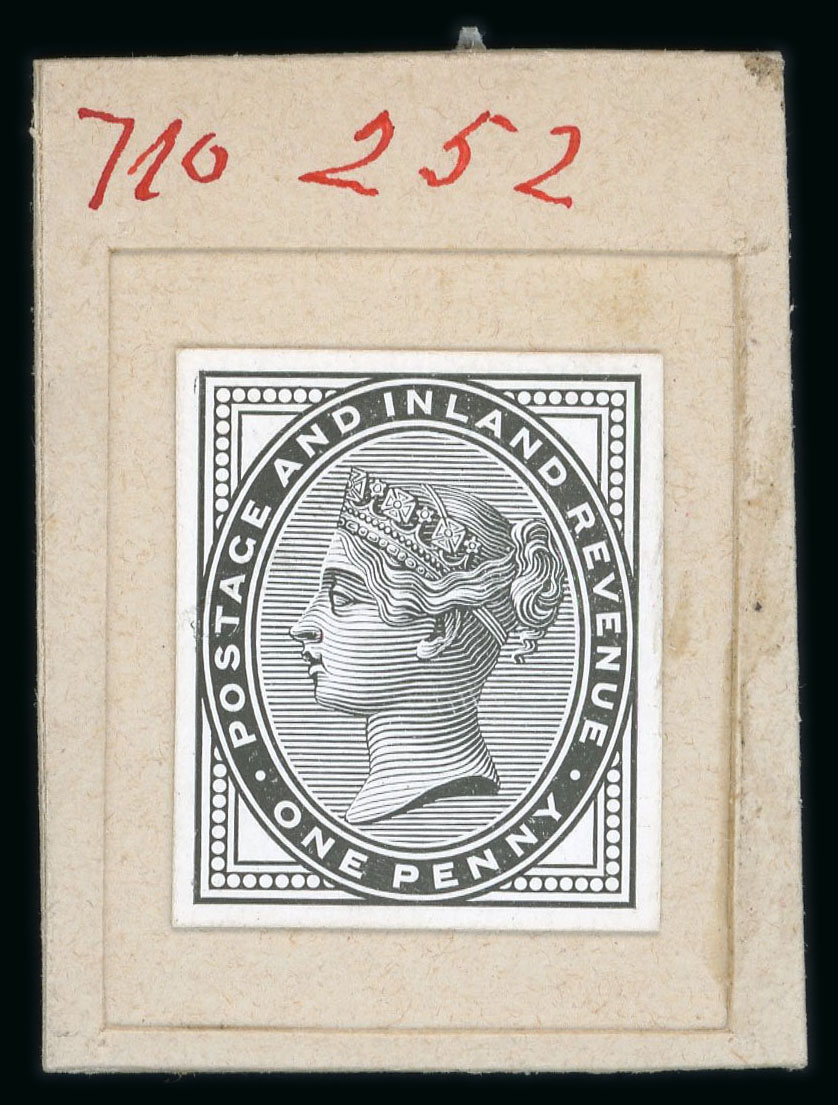 710 252
POSTAGE AND INLAND REVENUE
· ONE PENNY ·